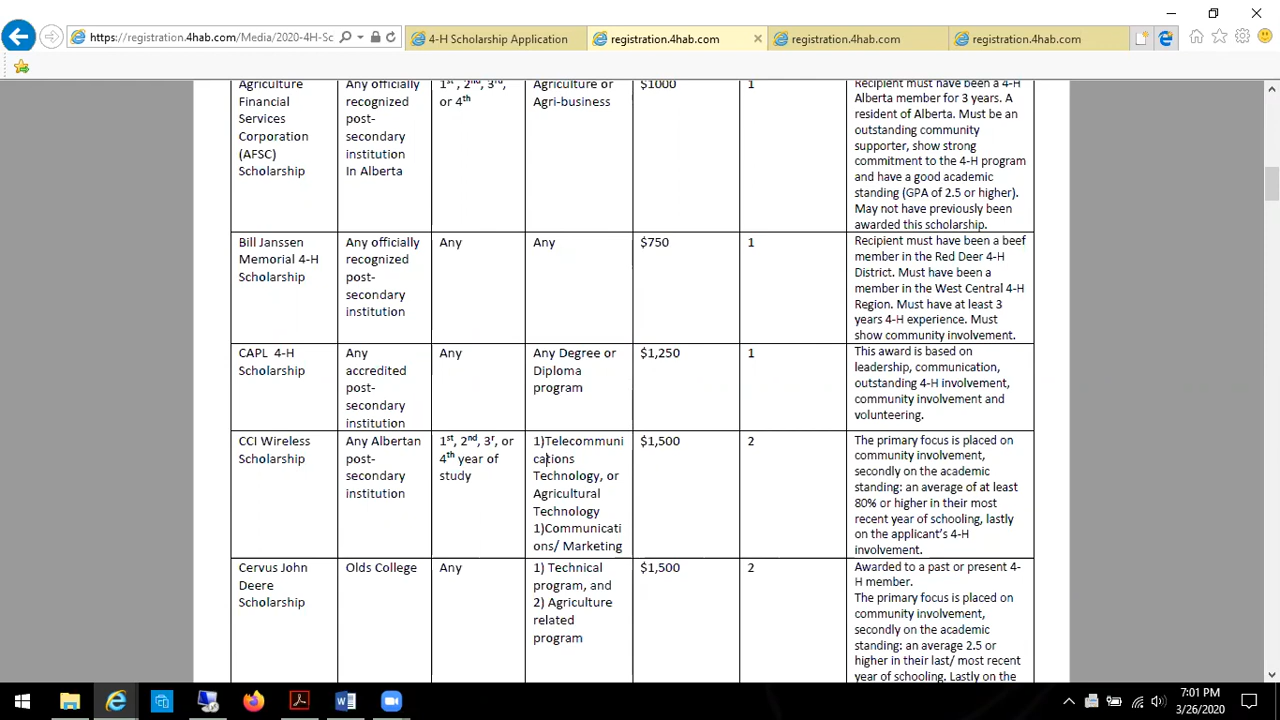 https://registration.4hab.com/Media/2020-4H-Sc
4-H Scholarship Application
registration.4hab.com
registration.4hab.com
registration.4hab.com
Agriculture
Financial
Services
Corporation
(AFSC)
Scholarship
Any officially
recognized
post-
secondary
institution
In Alberta
1st, 2nd, 3rd,
or 4th
Agriculture or
Agri-business
$1000
1
Recipient must have been a 4-H
Alberta member for 3 years. A
resident of Alberta. Must be an
outstanding community
supporter, show strong
commitment to the 4-H program
and have a good academic
standing (GPA of 2.5 or higher).
May not have previously been
awarded this scholarship.
Bill Janssen
Memorial 4-H
Scholarship
Any officially
recognized
post-
secondary
institution
Any
Any
$750
1
Recipient must have been a beef
member in the Red Deer 4-H
District. Must have been a
member in the West Central 4-H
Region. Must have at least 3
years 4-H experience. Must
show community involvement.
CAPL 4-H
Scholarship
Any
accredited
post-
secondary
institution
Any
Any Degree or
Diploma
program
$1,250
1
This award is based on
leadership, communication,
outstanding 4-H involvement,
community involvement and
volunteering.
CCI Wireless
Scholarship
Any Albertan
post-
secondary
institution
1st, 2nd, 3r, or
4th year of
study
1)Telecommuni
cations
Technology, or
Agricultural
Technology
1)Communicati
ons/ Marketing
$1,500
2
The primary focus is placed on
community involvement,
secondly on the academic
standing: an average of at least
80% or higher in their most
recent year of schooling, lastly
on the applicant's 4-H
involvement.
Cervus John
Deere
Scholarship
Olds College
Any
1) Technical
program, and
2) Agriculture
related
program
$1,500
2
Awarded to a past or present 4-
H member.
The primary focus is placed on
community involvement,
secondly on the academic
standing: an average 2.5 or
higher in their last/ most recent
year of schooling. Lastly on the
7:01 PM
3/26/2020